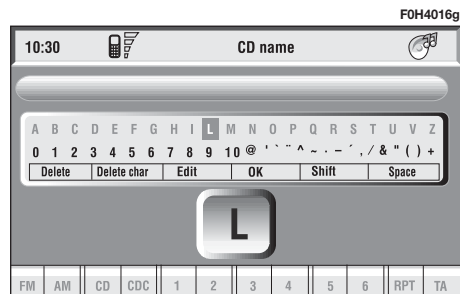 F0H4016g
10:30 CD name
A B C D E F G H I L M N O P Q R S T U V Z
0 1 2 3 4 5 6 7 8 9 10 @ ' ` ¨ ^ ~ . – ´ , / & " ( ) +
Delete Delete char Edit OK Shift Space
L
FM AM CD CDC 1 2 3 4 5 6 RPT TA